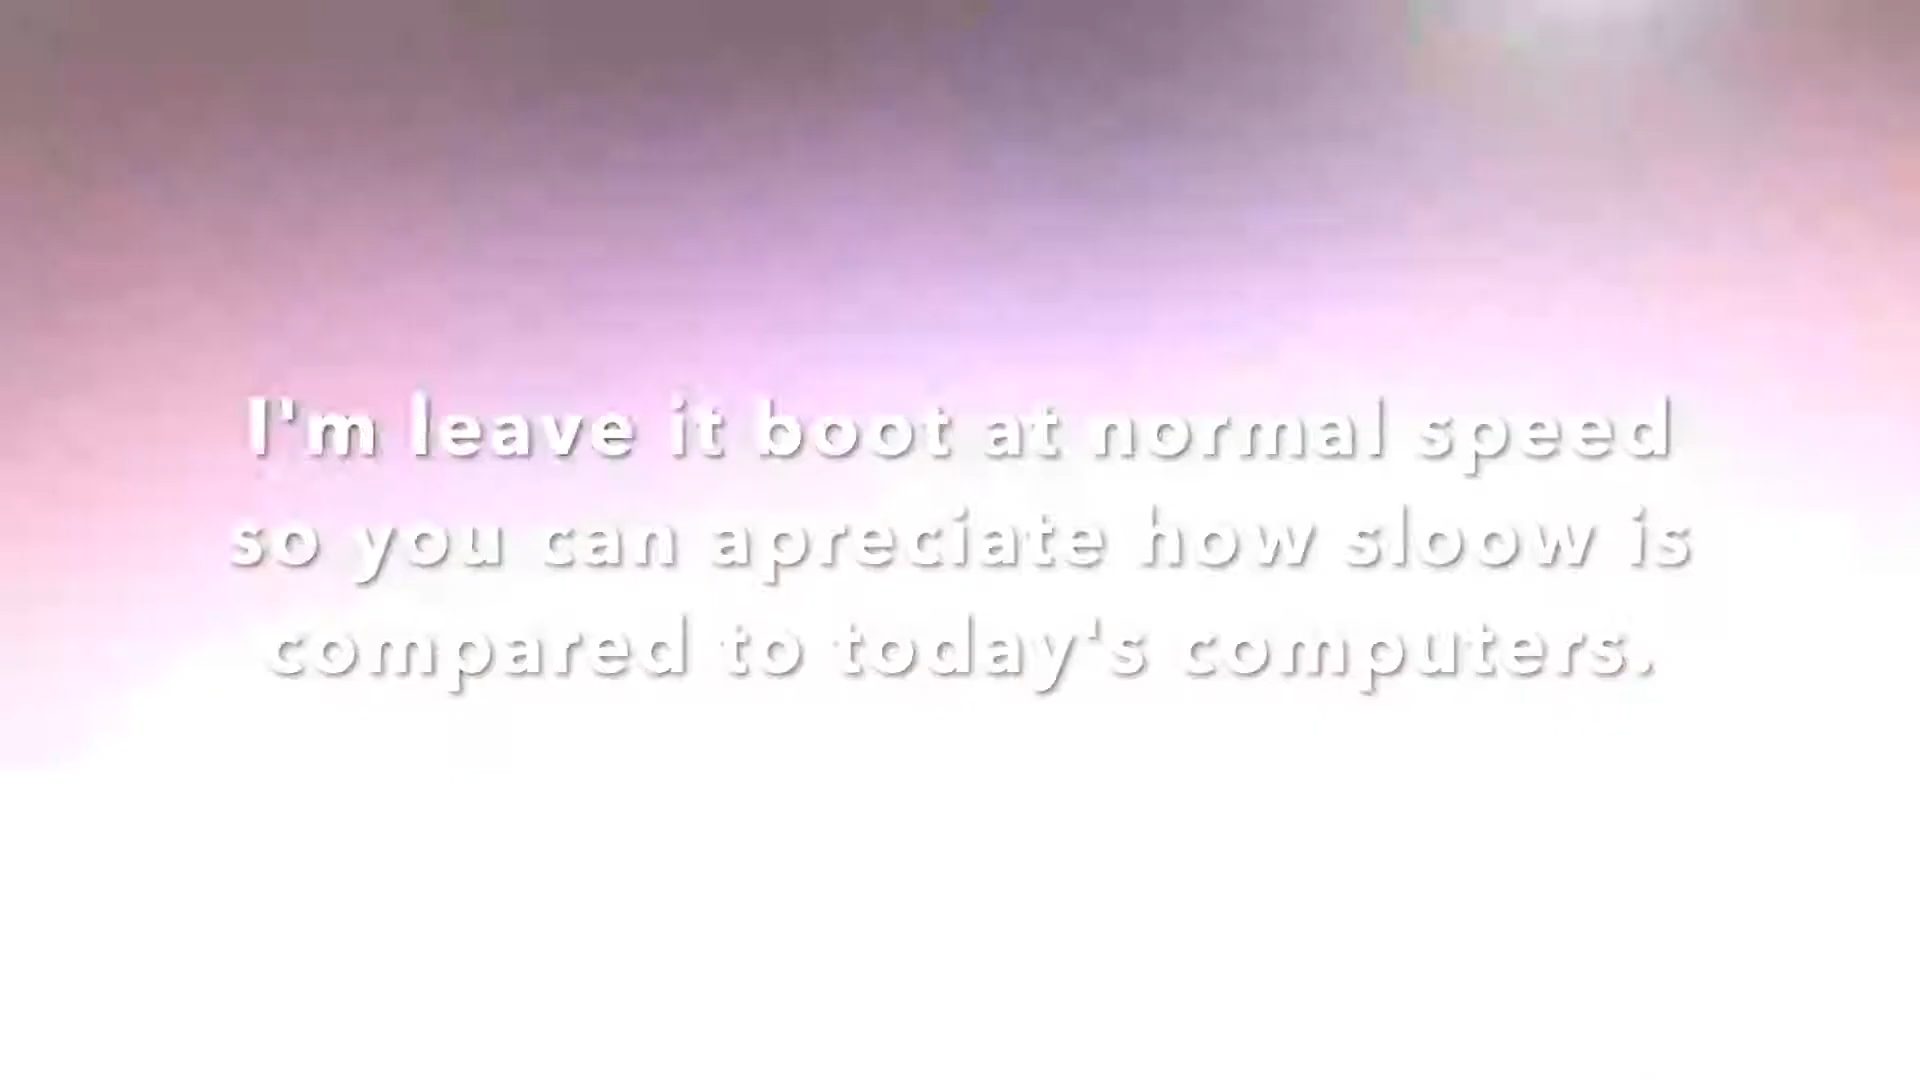 I'm leave it boot at normal speed
so you can apreciate how sloow is
compared to today's computers.